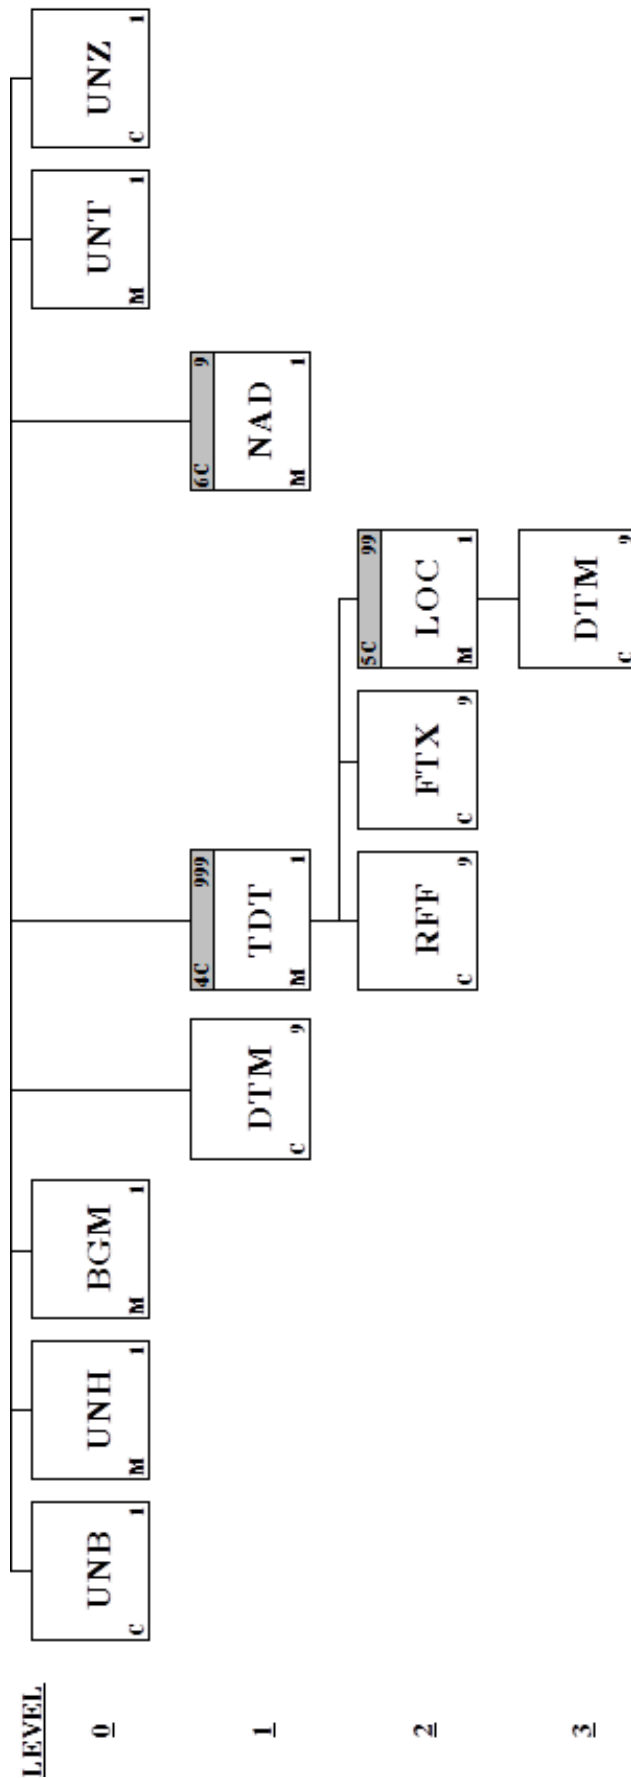 LEVEL
0
UNB
C 1
UNH
M 1
BGM
M 1
UNT
M 1
UNZ
C 1
1
DTM
C 9
4C 999
TDT
M 1
6C 9
NAD
M 1
2
RFF
C 9
FTX
C 9
5C 99
LOC
M 1
3
DTM
C 9